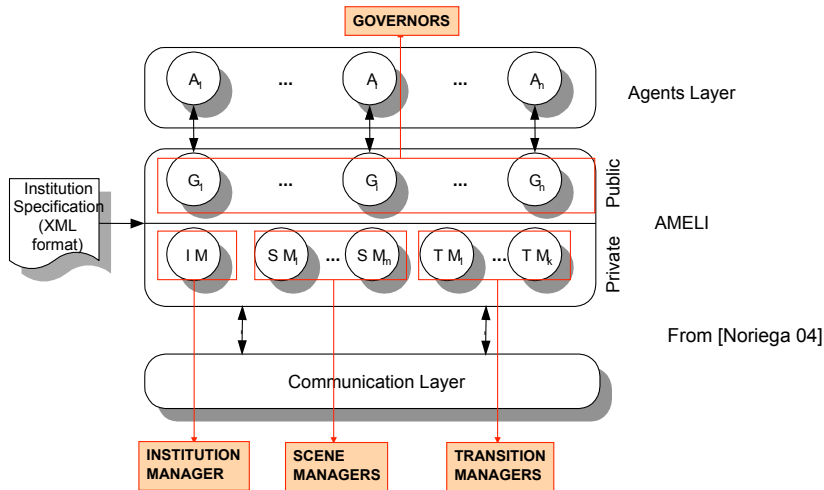 GOVERNORS
A1 ... Ai ... An
Agents Layer
G1 ... Gi ... Gn
Public
Institution
Specification
(XML
format)
AMELI
I M S M1 ... S Mm T M1 ... T Mk
Private
From [Noriega 04]
Communication Layer
INSTITUTION
MANAGER
SCENE
MANAGERS
TRANSITION
MANAGERS